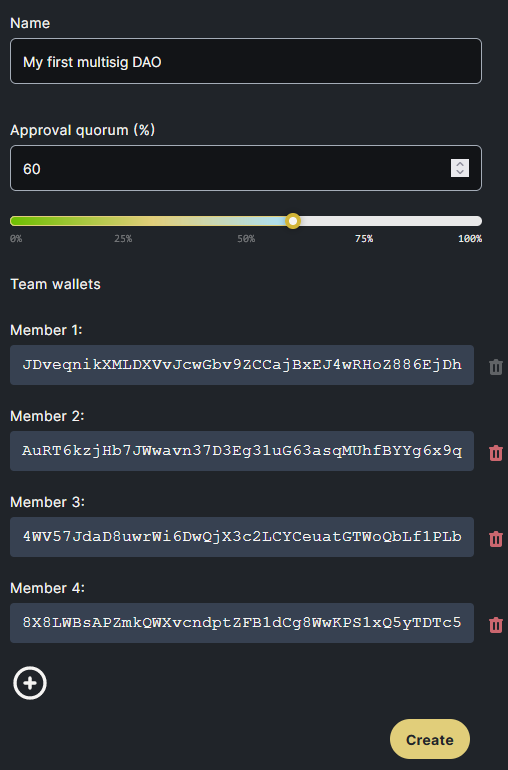 Name
My first multisig DAO
Approval quorum (%)
60
0% 25% 50% 75% 100%
Team wallets
Member 1:
JDveqnikXMLDXVvJcwGbv9ZCCajBxEJ4wRHoZ886EjDh
Member 2:
AuRT6kzjHb7JWwavn37D3Eg31uG63asqMUhfBYYg6x9q
Member 3:
4WV57JdaD8uwrWi6DwQjX3c2LCYCeuatGTWoQbLf1PLb
Member 4:
8X8LWBsAPZmkQWXvcndptZFB1dCg8WwKPS1xQ5yTDTc5
Create